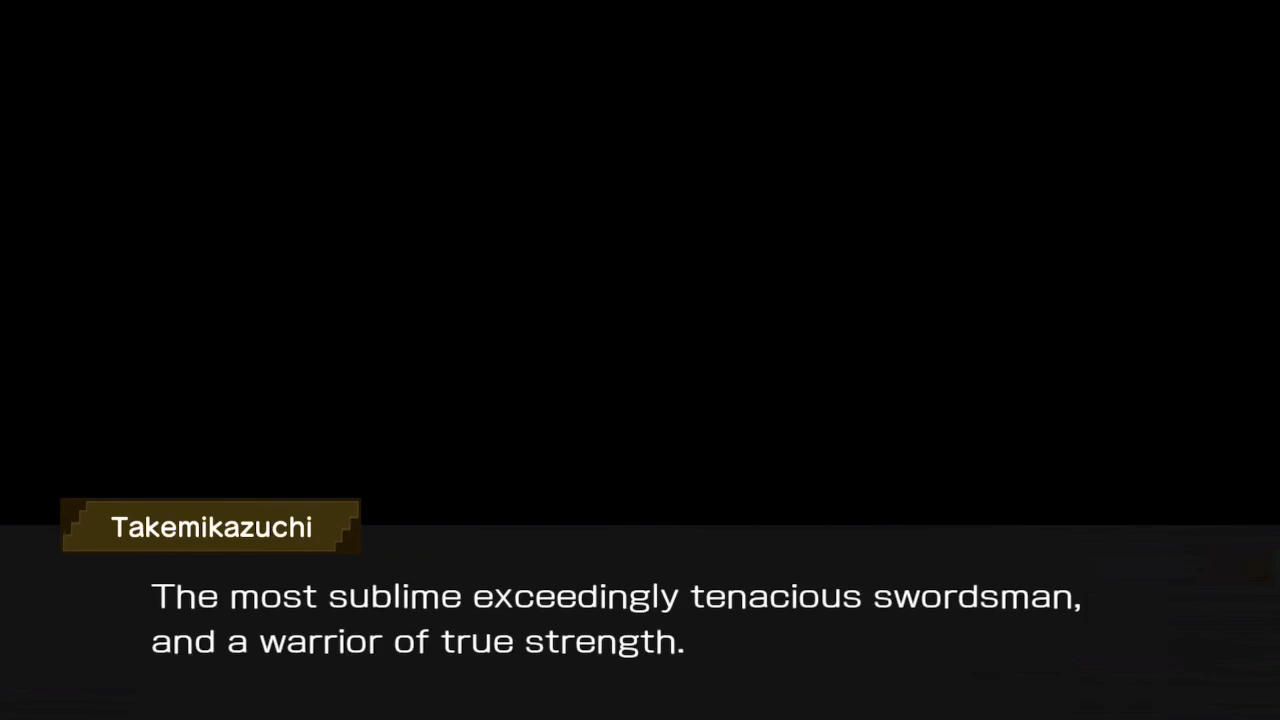 Takemikazuchi
The most sublime exceedingly tenacious swordsman,
and a warrior of true strength.